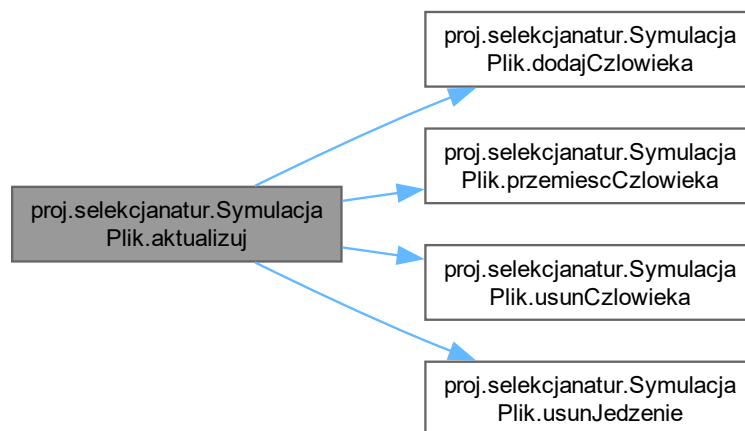 proj.selekcjanatur.Symulacja
Plik.aktualizuj
proj.selekcjanatur.Symulacja
Plik.dodajCzlowieka
proj.selekcjanatur.Symulacja
Plik.przemiescCzlowieka
proj.selekcjanatur.Symulacja
Plik.usunCzlowieka
proj.selekcjanatur.Symulacja
Plik.usunJedzenie